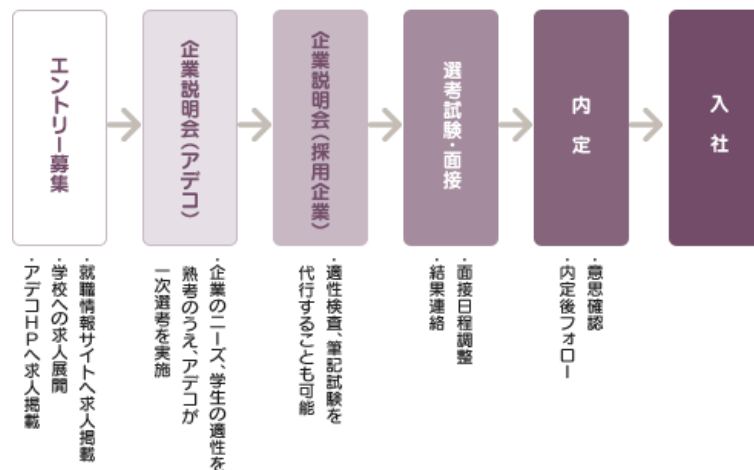 エントリー募集
・就職情報サイトへ求人掲載
・学校への求人展開
・アデコHPへ求人掲載
企業説明会（アデコ）
・企業のニーズ、学生の適性を
熟考のうえ、アデコが
一次選考を実施
企業説明会（採用企業）
・適性検査、筆記試験を
代行することも可能
選考試験・面接
・面接日程調整
・結果連絡
内定
・意思確認
・内定後フォロー
入社